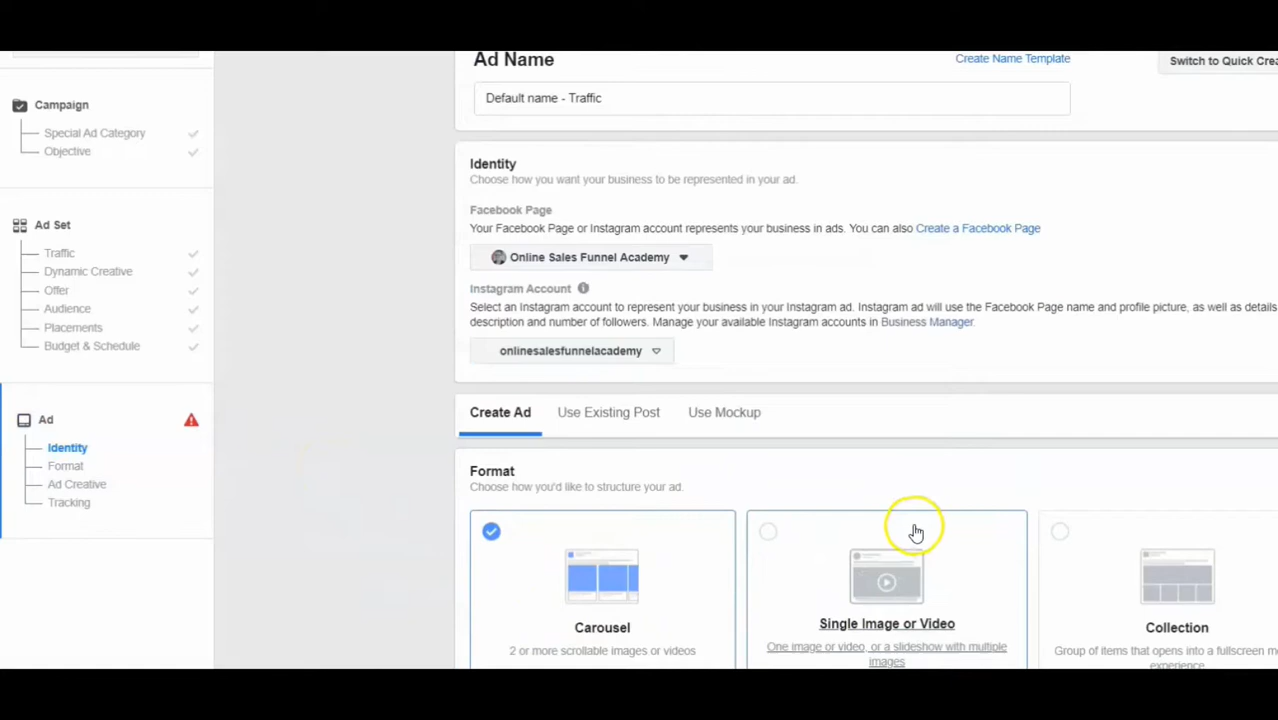 Ad Name
Create Name Template
Switch to Quick Crea
Default name - Traffic
Campaign
Special Ad Category
Objective
Ad Set
Traffic
Dynamic Creative
Offer
Audience
Placements
Budget & Schedule
Ad
Identity
Format
Ad Creative
Tracking
Identity
Choose how you want your business to be represented in your ad.
Facebook Page
Your Facebook Page or Instagram account represents your business in ads. You can also Create a Facebook Page
Online Sales Funnel Academy
Instagram Account
Select an Instagram account to represent your business in your Instagram ad. Instagram ad will use the Facebook Page name and profile picture, as well as details
description and number of followers. Manage your available Instagram accounts in Business Manager.
onlinesalesfunnelacademy
Create Ad
Use Existing Post
Use Mockup
Format
Choose how you'd like to structure your ad.
Carousel
2 or more scrollable images or videos
Single Image or Video
One image or video, or a slideshow with multiple
images
Collection
Group of items that opens into a fullscreen m
experience